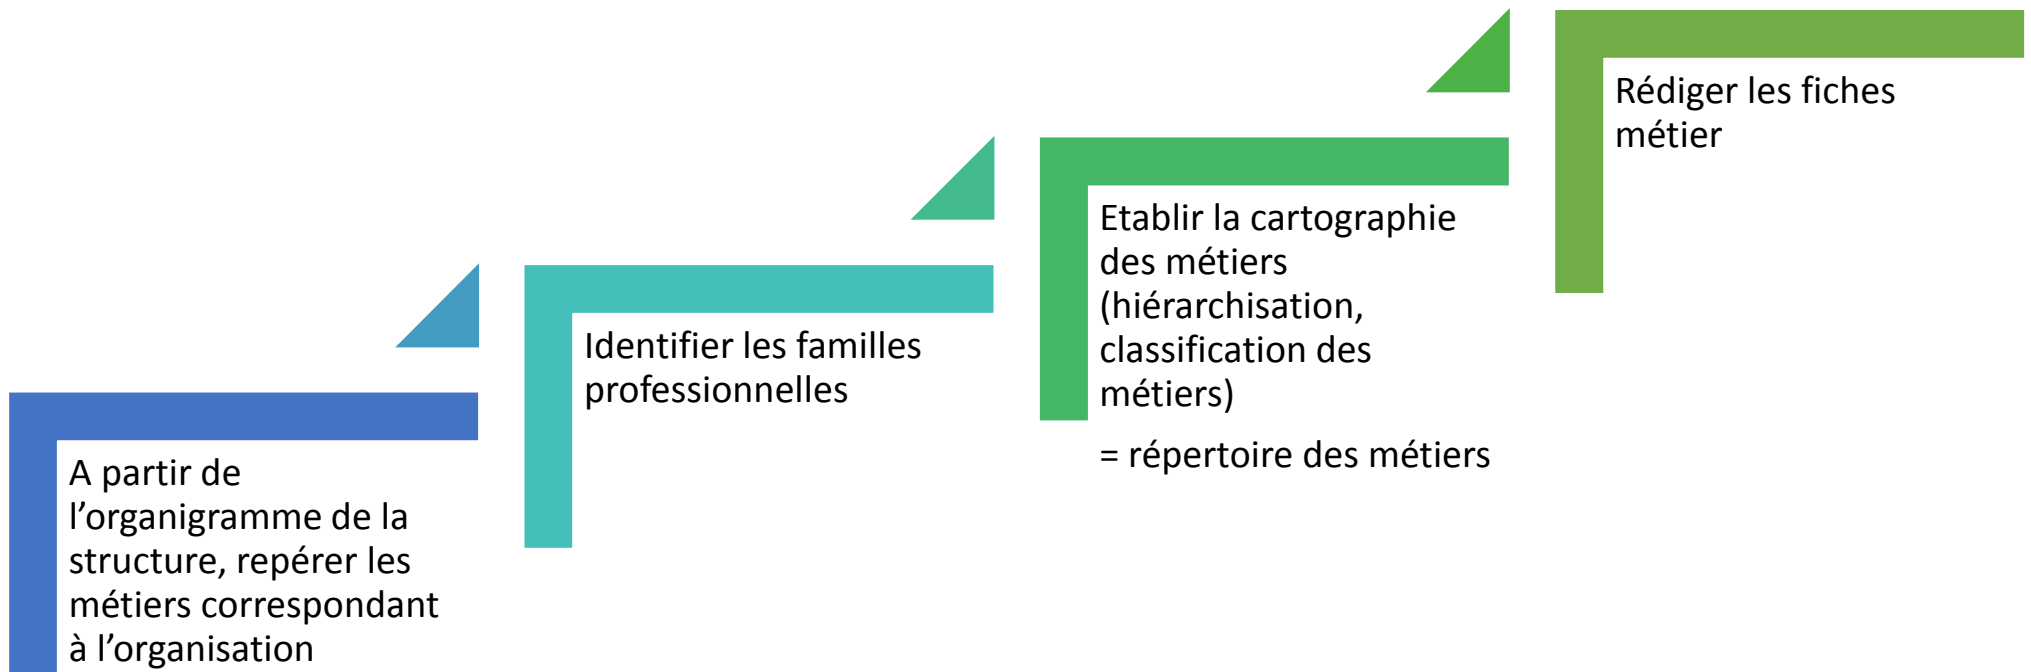 A partir de
l’organigramme de la
structure, repérer les
métiers correspondant
à l’organisation
Identifier les familles
professionnelles
Etablir la cartographie
des métiers
(hiérarchisation,
classification des
métiers)
= répertoire des métiers
Rédiger les fiches
métier